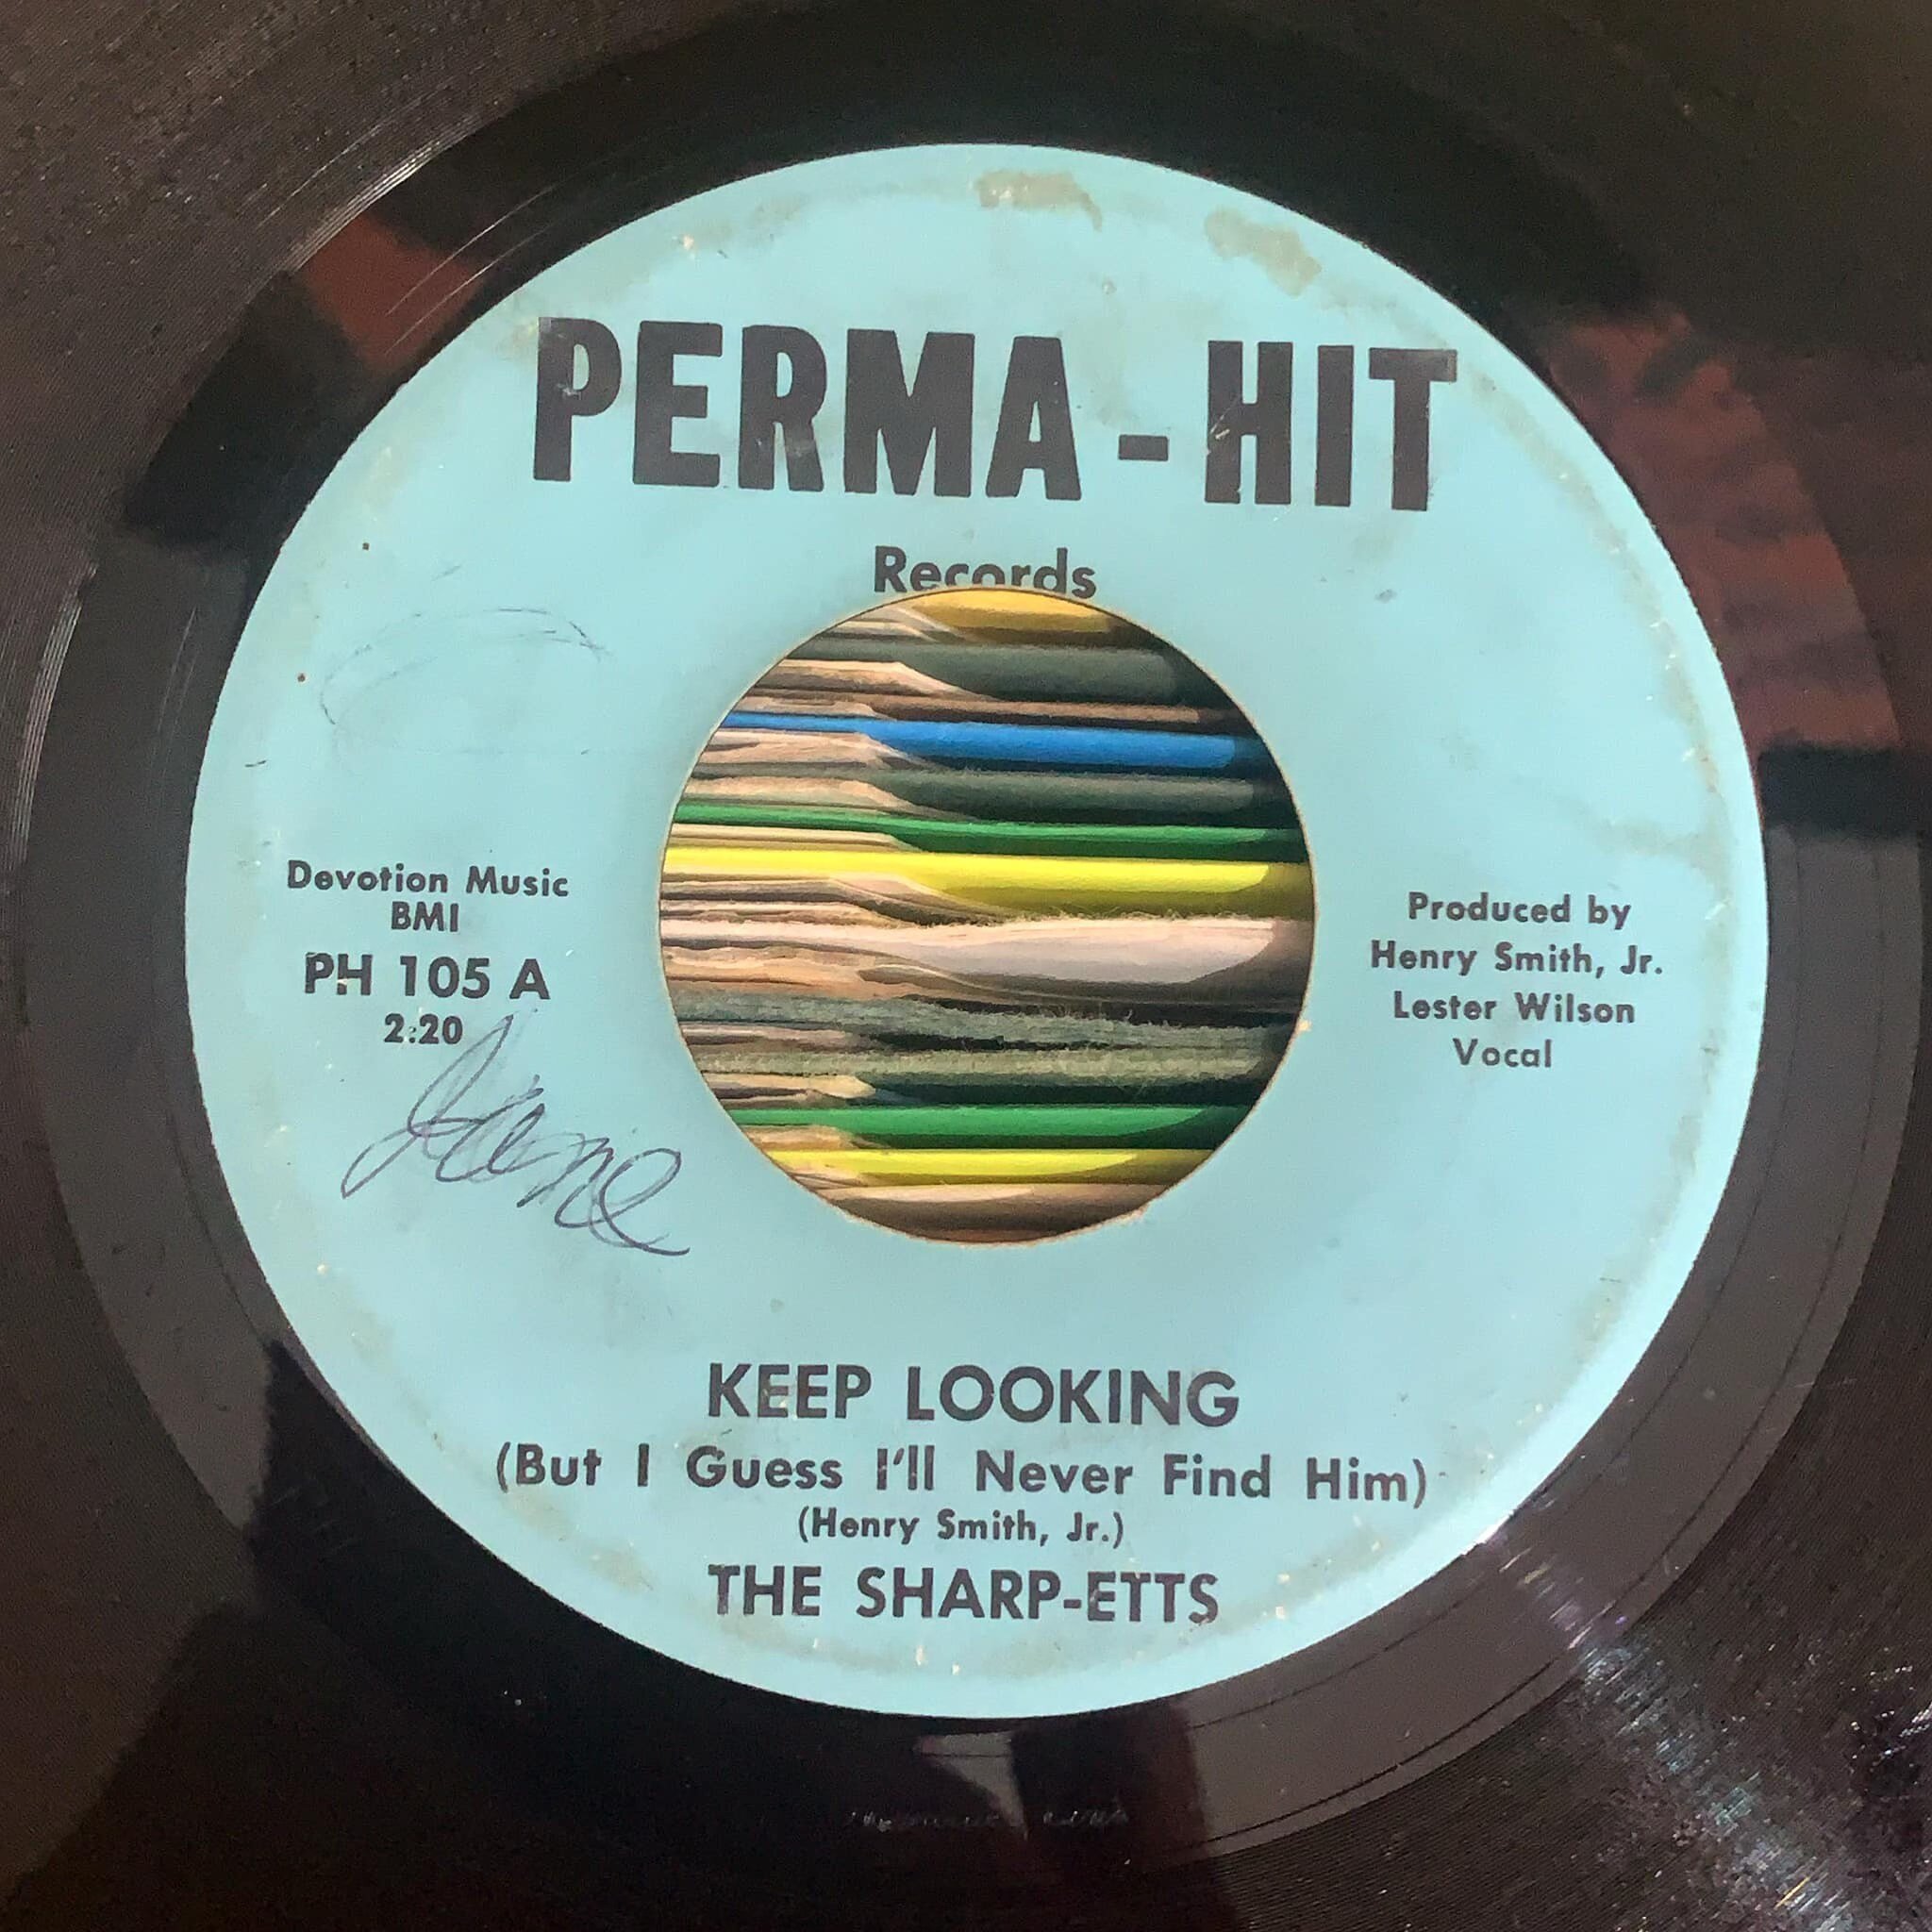 PERMA - HIT
Records
Devotion Music
BMI
PH 105 A
2:20
Jane
Produced by
Henry Smith, Jr.
Lester Wilson
Vocal
KEEP LOOKING
(But I Guess I'll Never Find Him)
(Henry Smith, Jr.)
THE SHARP-ETTS